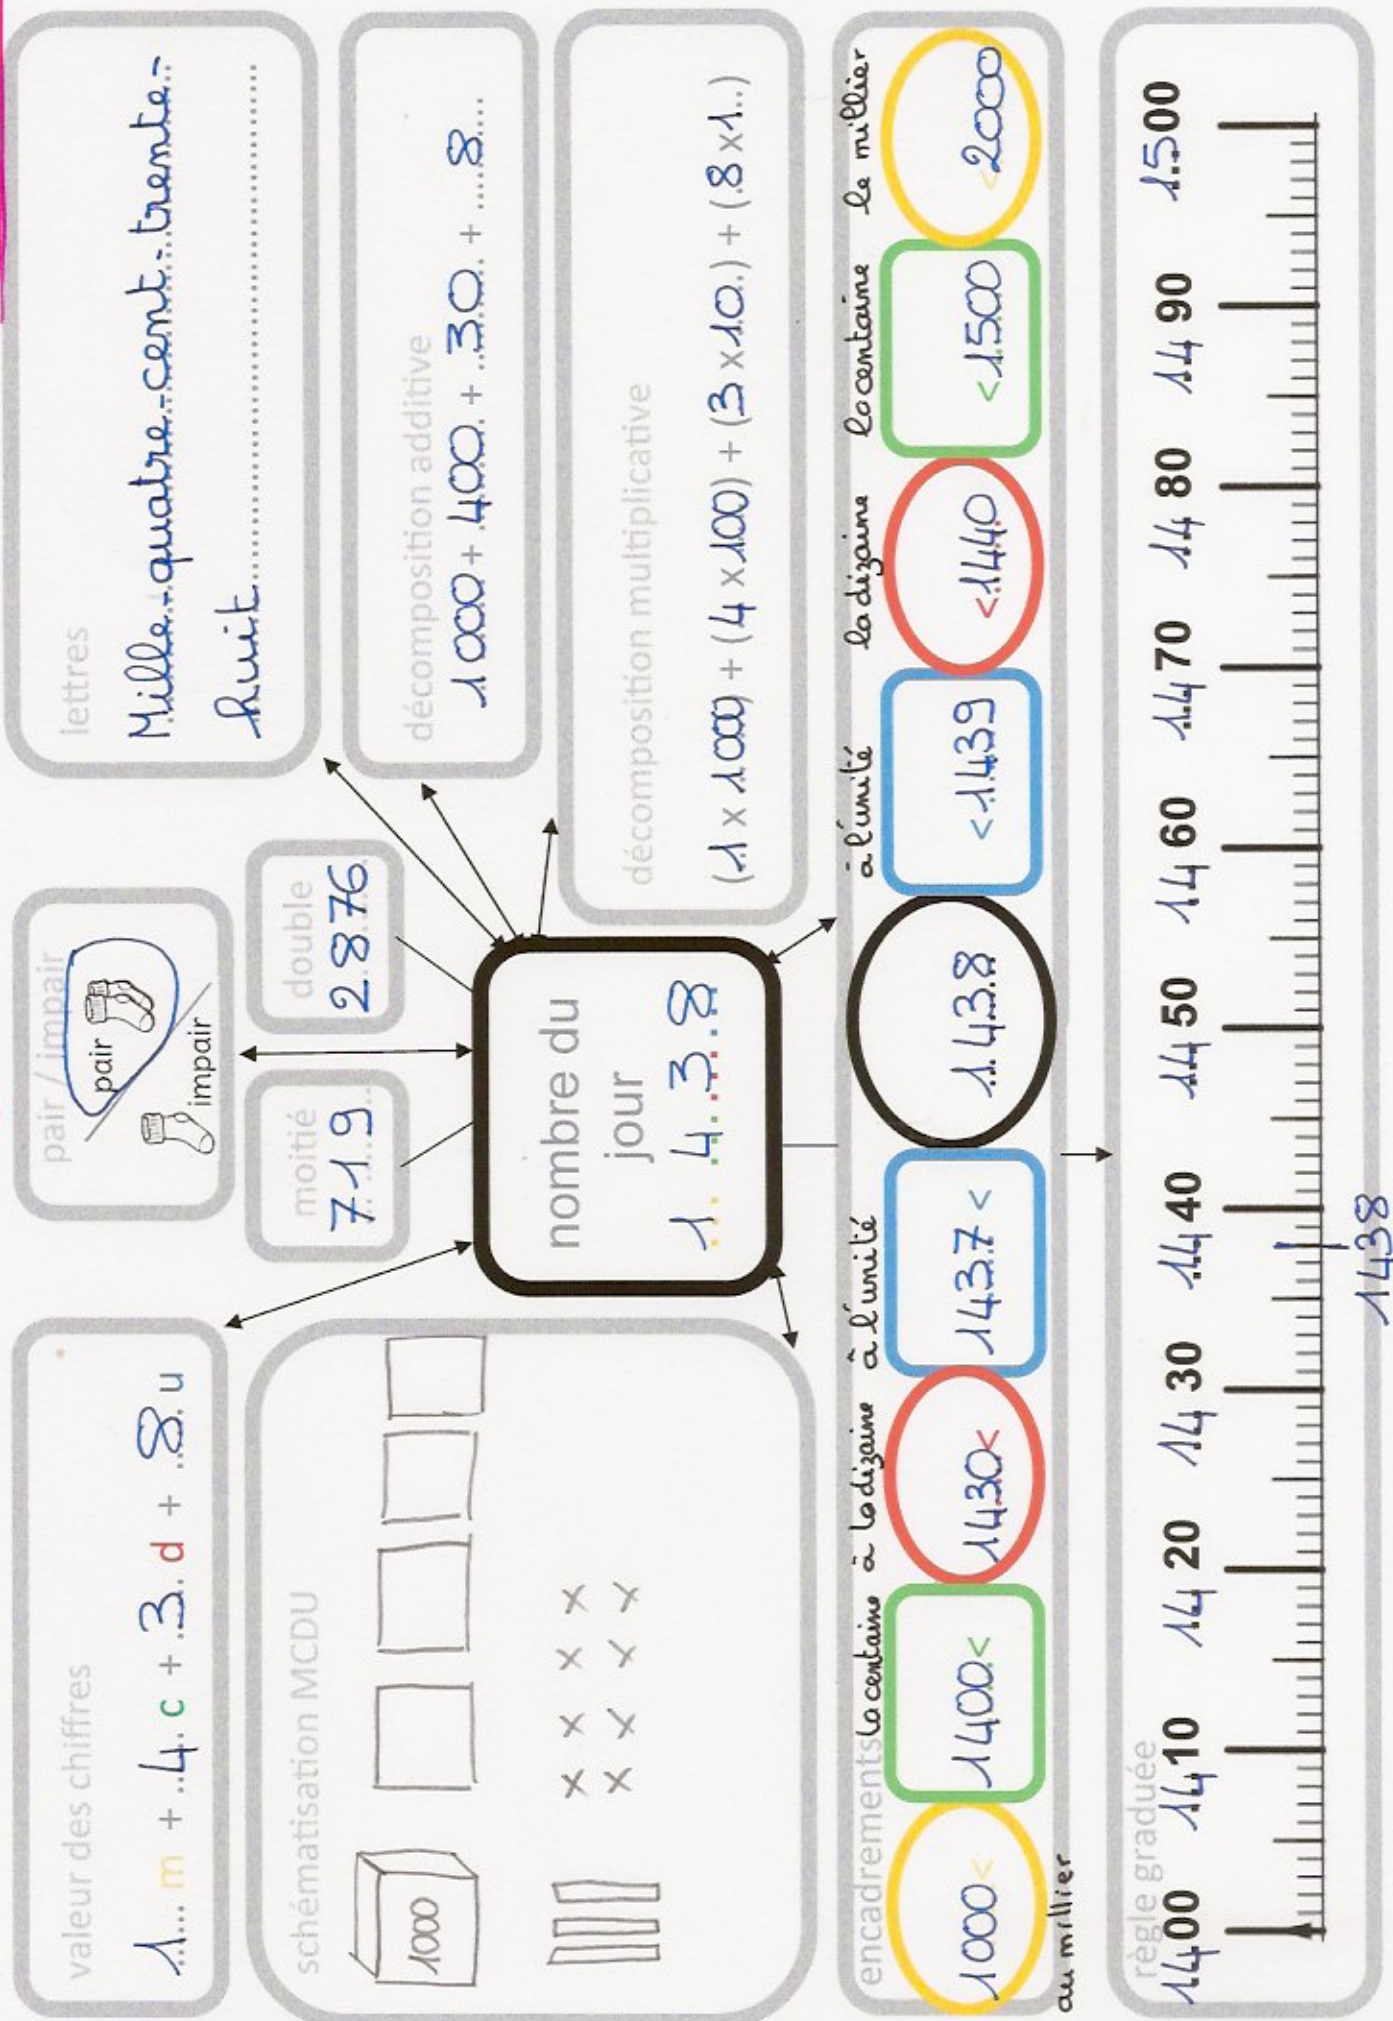 valeur des chiffres
1 m + 4 c + 3 d + 8 u
pair / impair
pair
impair
lettres
Mille-quatre-cent-trente-
huit
moitié
719
double
2876
schématisation MCDU
1000
nombre du
jour
1 4 3 8
décomposition additive
1000 + 400 + 30 + 8
décomposition multiplicative
(1 x 1000) + (4 x 100) + (3 x 10) + (8 x 1)
encadrements
au millier
la centaine
à la dizaine
à l'unité
à l'unité
la dizaine
la centaine
le millier
1000 < 1400 < 1430 < 1437 < 1438 < 1439 < 1440 < 1500 < 2000
règle graduée
1400 1410 1420 1430 1440 1450 1460 1470 1480 1490 1500
1438